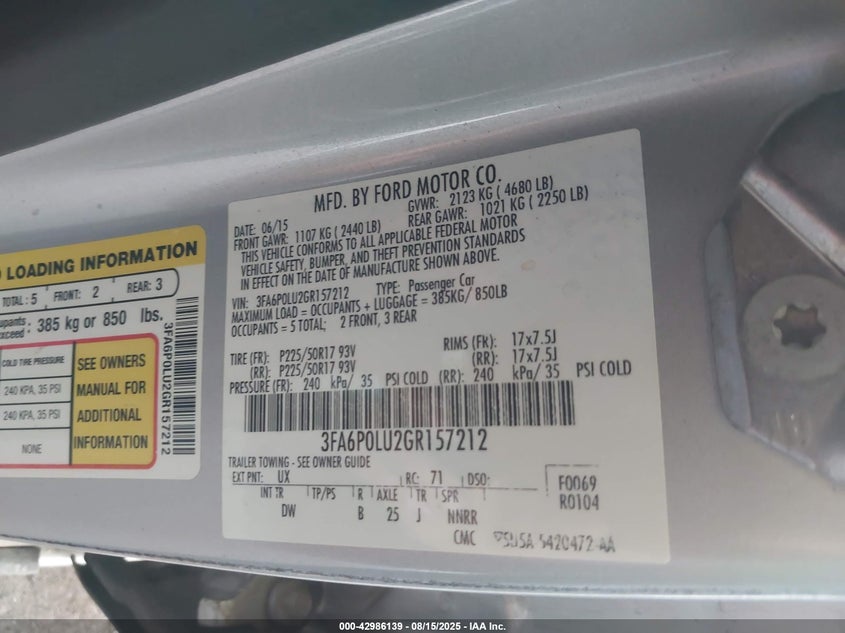 LOADING INFORMATION
TOTAL : 5 FRONT: 2 REAR: 3
385 kg or 850 lbs.
COLD TIRE PRESSURE
240 KPA, 35 PSI
240 KPA, 35 PSI
NONE
SEE OWNERS
MANUAL FOR
ADDITIONAL
INFORMATION
3FA6P0LU2GR157212
MFD. BY FORD MOTOR CO.
DATE: 06/15 GVWR: 2123 KG ( 4680 LB)
FRONT GAWR: 1107 KG ( 2440 LB) REAR GAWR: 1021 KG ( 2250 LB)
THIS VEHICLE CONFORMS TO ALL APPLICABLE FEDERAL MOTOR
VEHICLE SAFETY, BUMPER, AND THEFT PREVENTION STANDARDS
IN EFFECT ON THE DATE OF MANUFACTURE SHOWN ABOVE.
VIN: 3FA6P0LU2GR157212 TYPE: Passenger Car
MAXIMUM LOAD = OCCUPANTS + LUGGAGE = 385KG/ 850LB
OCCUPANTS = 5 TOTAL; 2 FRONT, 3 REAR
TIRE (FR): P225/50R17 93V RIMS (FR): 17x7.5J
(RR): P225/50R17 93V (RR): 17x7.5J
PRESSURE (FR): 240 kPa/ 35 PSI COLD (RR): 240 kPa/ 35 PSI COLD
3FA6P0LU2GR157212
TRAILER TOWING - SEE OWNER GUIDE
EXT PNT: UX RC: 71 DSO:
INT TR TP/PS R AXLE TR SPR
DW B 25 J NNRR
F0069
R0104
CMC 5420472-AA
000-42986139 - 08/15/2025 - IAA Inc.